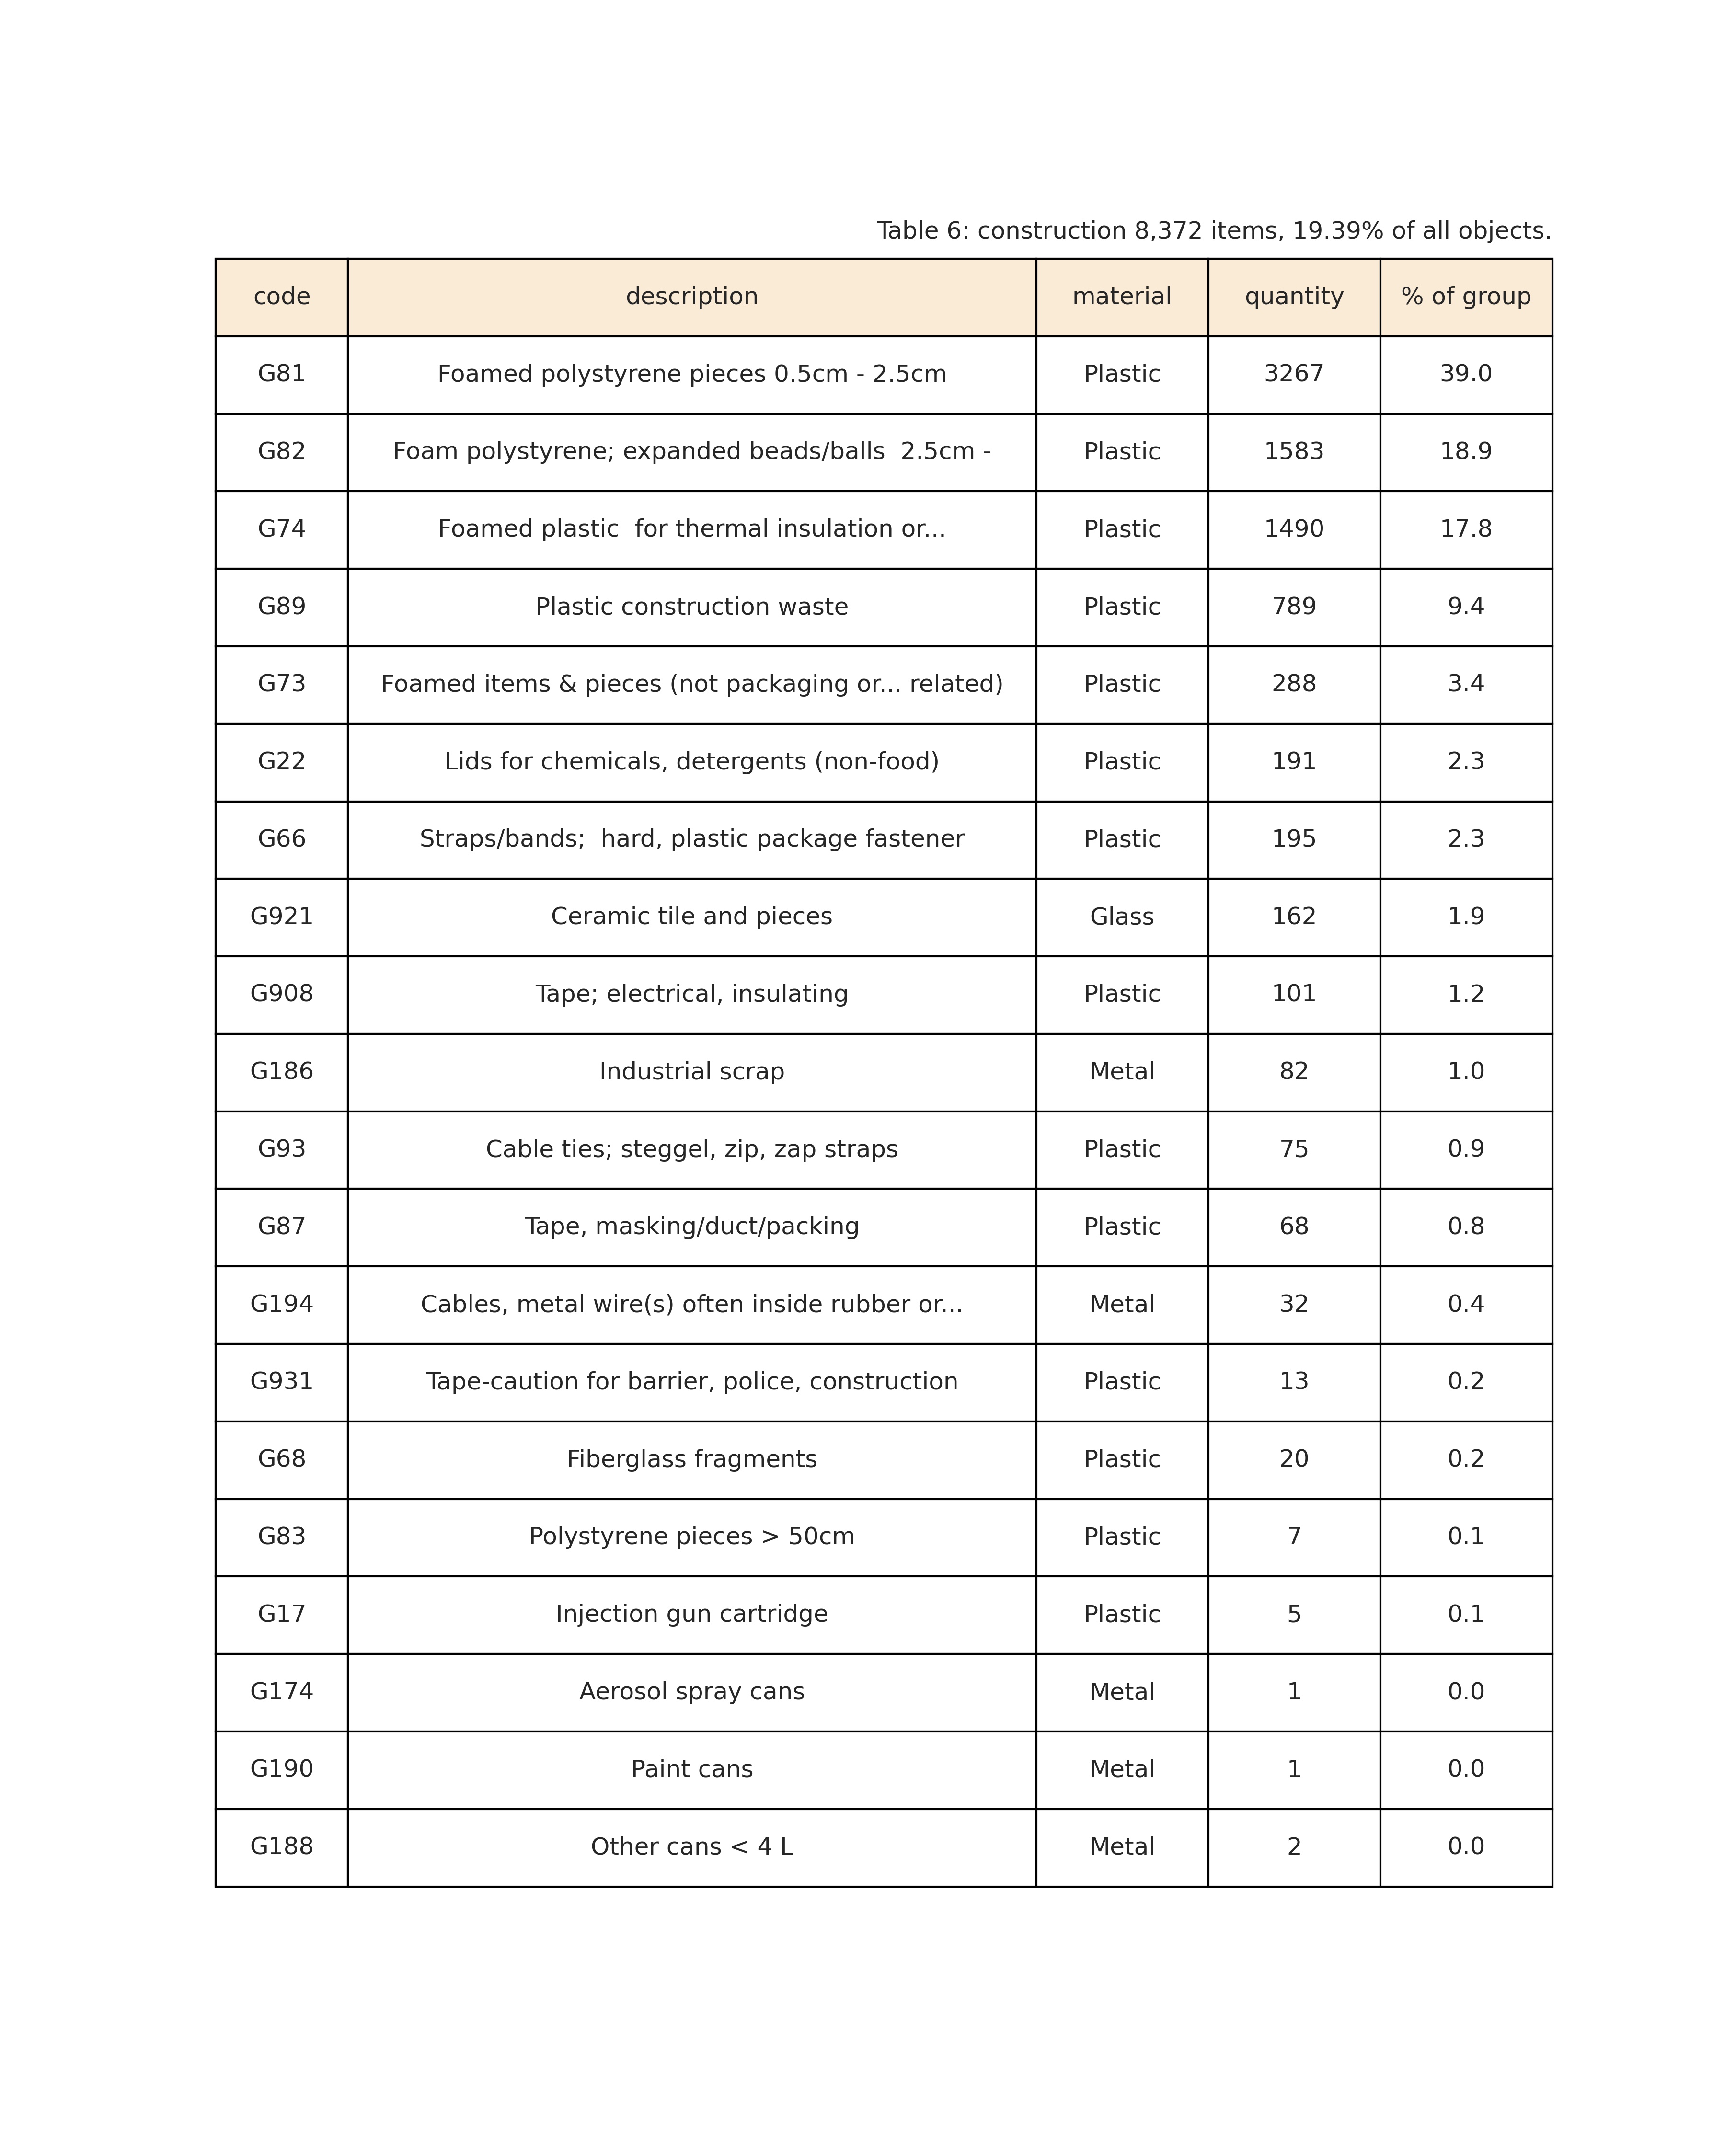 Table 6: construction 8,372 items, 19.39% of all objects.
code description material quantity % of group
G81 Foamed polystyrene pieces 0.5cm - 2.5cm Plastic 3267 39.0
G82 Foam polystyrene; expanded beads/balls  2.5cm - Plastic 1583 18.9
G74 Foamed plastic  for thermal insulation or... Plastic 1490 17.8
G89 Plastic construction waste Plastic 789 9.4
G73 Foamed items & pieces (not packaging or... related) Plastic 288 3.4
G22 Lids for chemicals, detergents (non-food) Plastic 191 2.3
G66 Straps/bands;  hard, plastic package fastener Plastic 195 2.3
G921 Ceramic tile and pieces Glass 162 1.9
G908 Tape; electrical, insulating Plastic 101 1.2
G186 Industrial scrap Metal 82 1.0
G93 Cable ties; steggel, zip, zap straps Plastic 75 0.9
G87 Tape, masking/duct/packing Plastic 68 0.8
G194 Cables, metal wire(s) often inside rubber or... Metal 32 0.4
G931 Tape-caution for barrier, police, construction Plastic 13 0.2
G68 Fiberglass fragments Plastic 20 0.2
G83 Polystyrene pieces > 50cm Plastic 7 0.1
G17 Injection gun cartridge Plastic 5 0.1
G174 Aerosol spray cans Metal 1 0.0
G190 Paint cans Metal 1 0.0
G188 Other cans < 4 L Metal 2 0.0